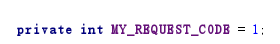 private int MY_REQUEST_CODE = 1;